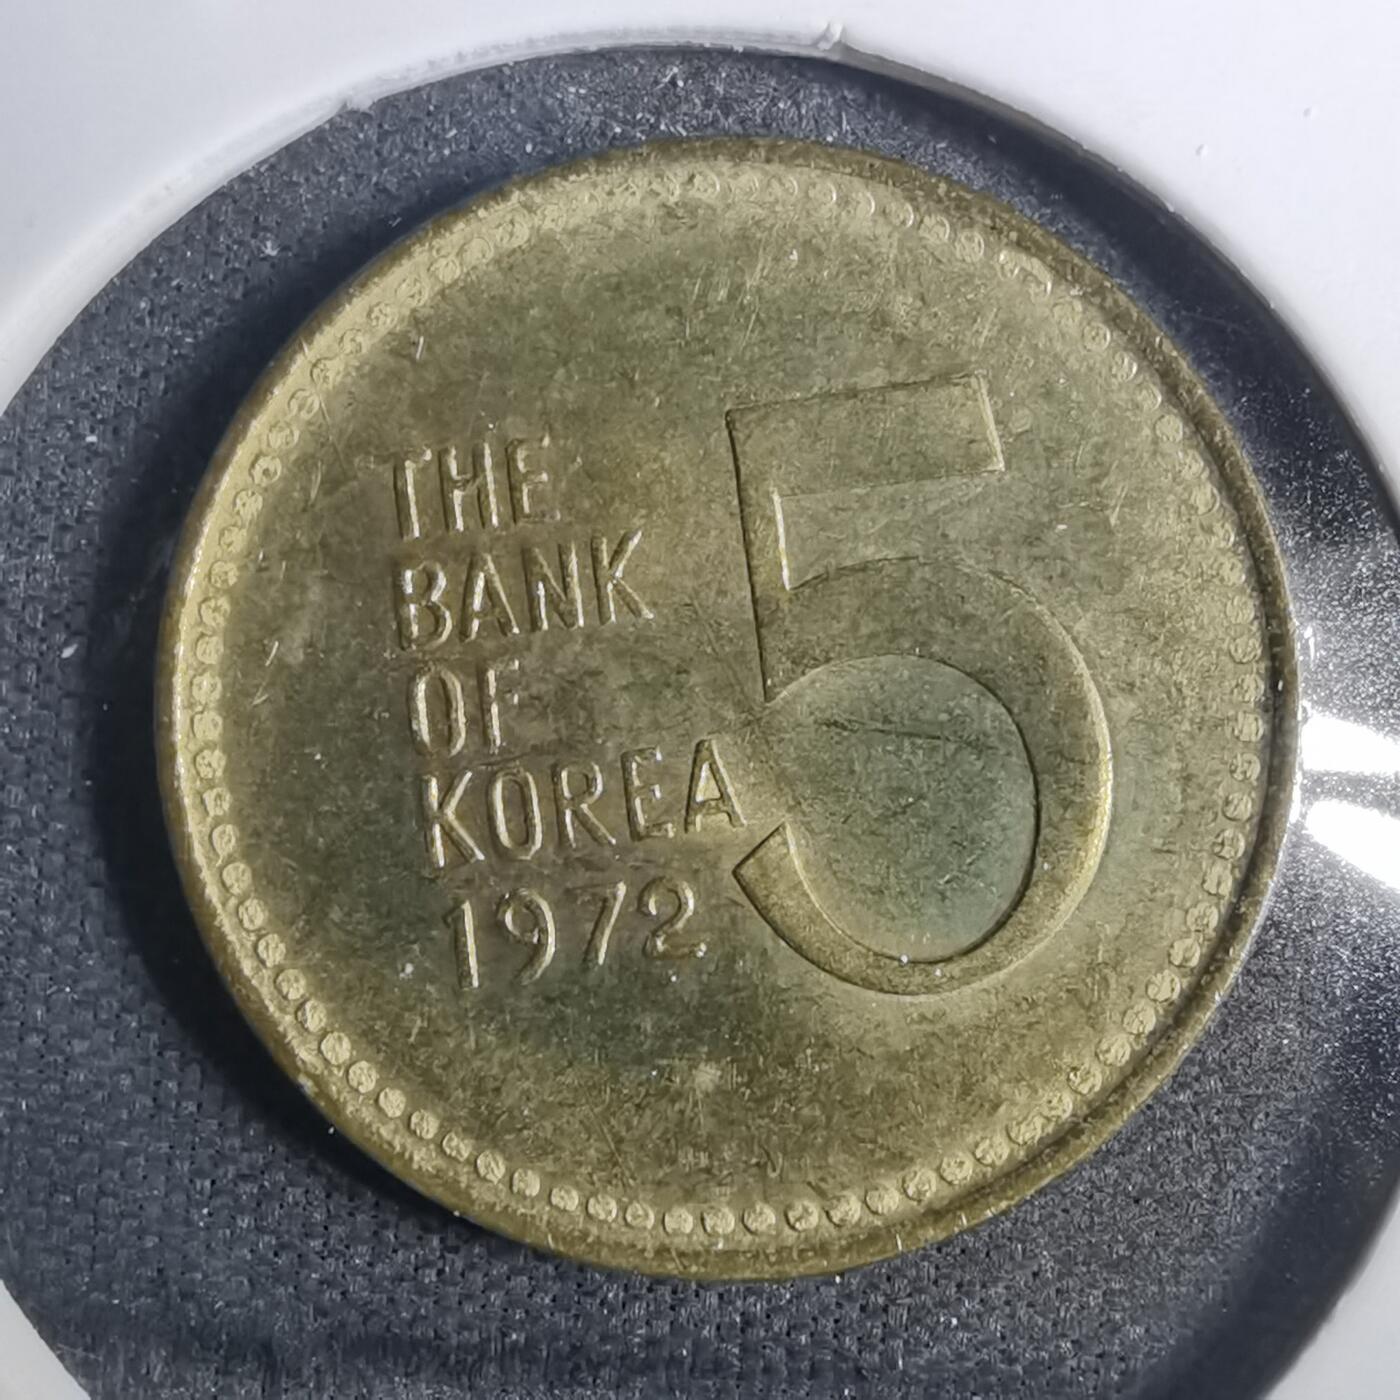 THE
BANK
OF
KOREA
1972
5